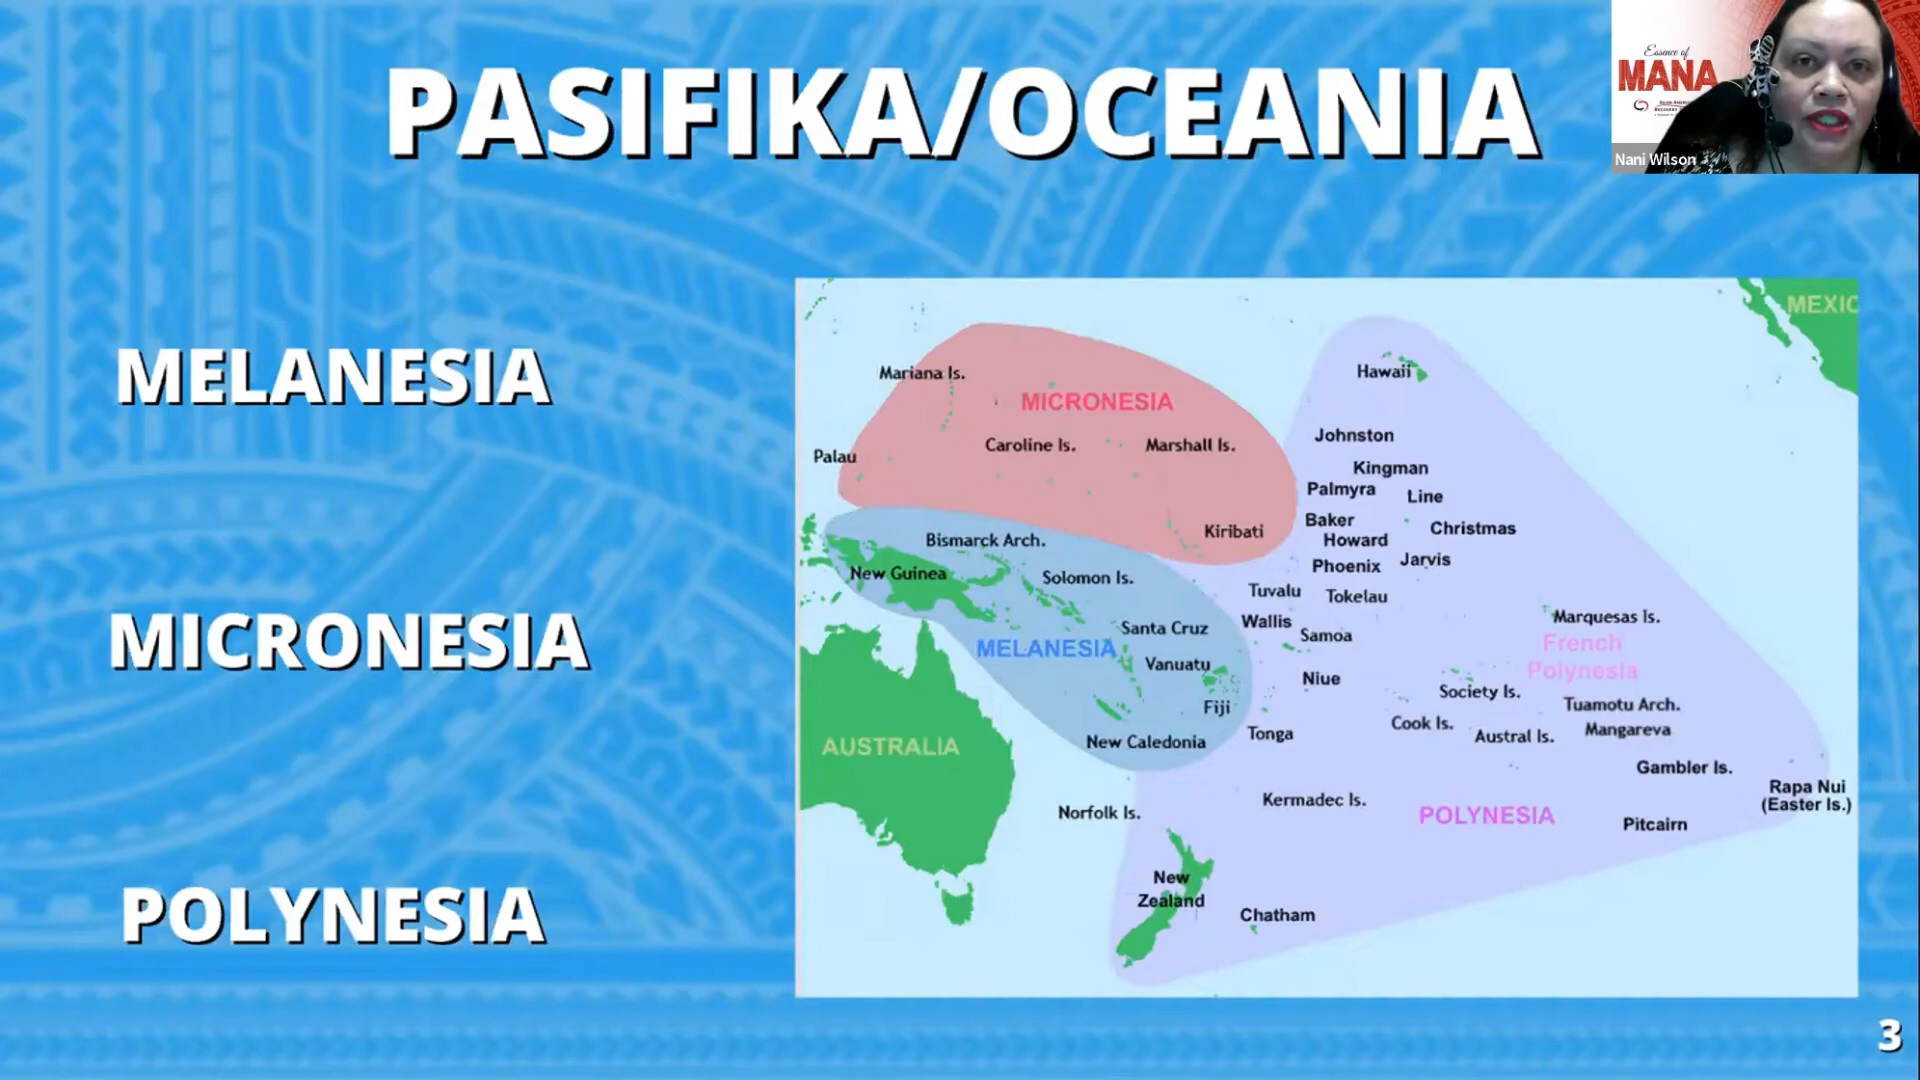 PASIFIKA/OCEANIA
Essence of
MANA
Nani Wilson
MELANESIA
MICRONESIA
POLYNESIA
MEXIC
Mariana Is.
MICRONESIA
Hawaii
Caroline Is.
Marshall Is.
Palau
Johnston
Kingman
Palmyra
Line
Kiribati
Baker
Christmas
Howard
Bismarck Arch.
Phoenix
Jarvis
New Guinea
Solomon Is.
Tuvalu
Tokelau
Wallis
Samoa
Santa Cruz
MELANESIA
Vanuatu
Niue
Fiji
Marquesas Is.
French
Polynesia
Society Is.
Tuamotu Arch.
Cook Is.
Austral Is.
Mangareva
AUSTRALIA
New Caledonia
Tonga
Gambler Is.
Rapa Nui
(Easter Is.)
Norfolk Is.
Kermadec Is.
POLYNESIA
Pitcairn
New
Zealand
Chatham
3